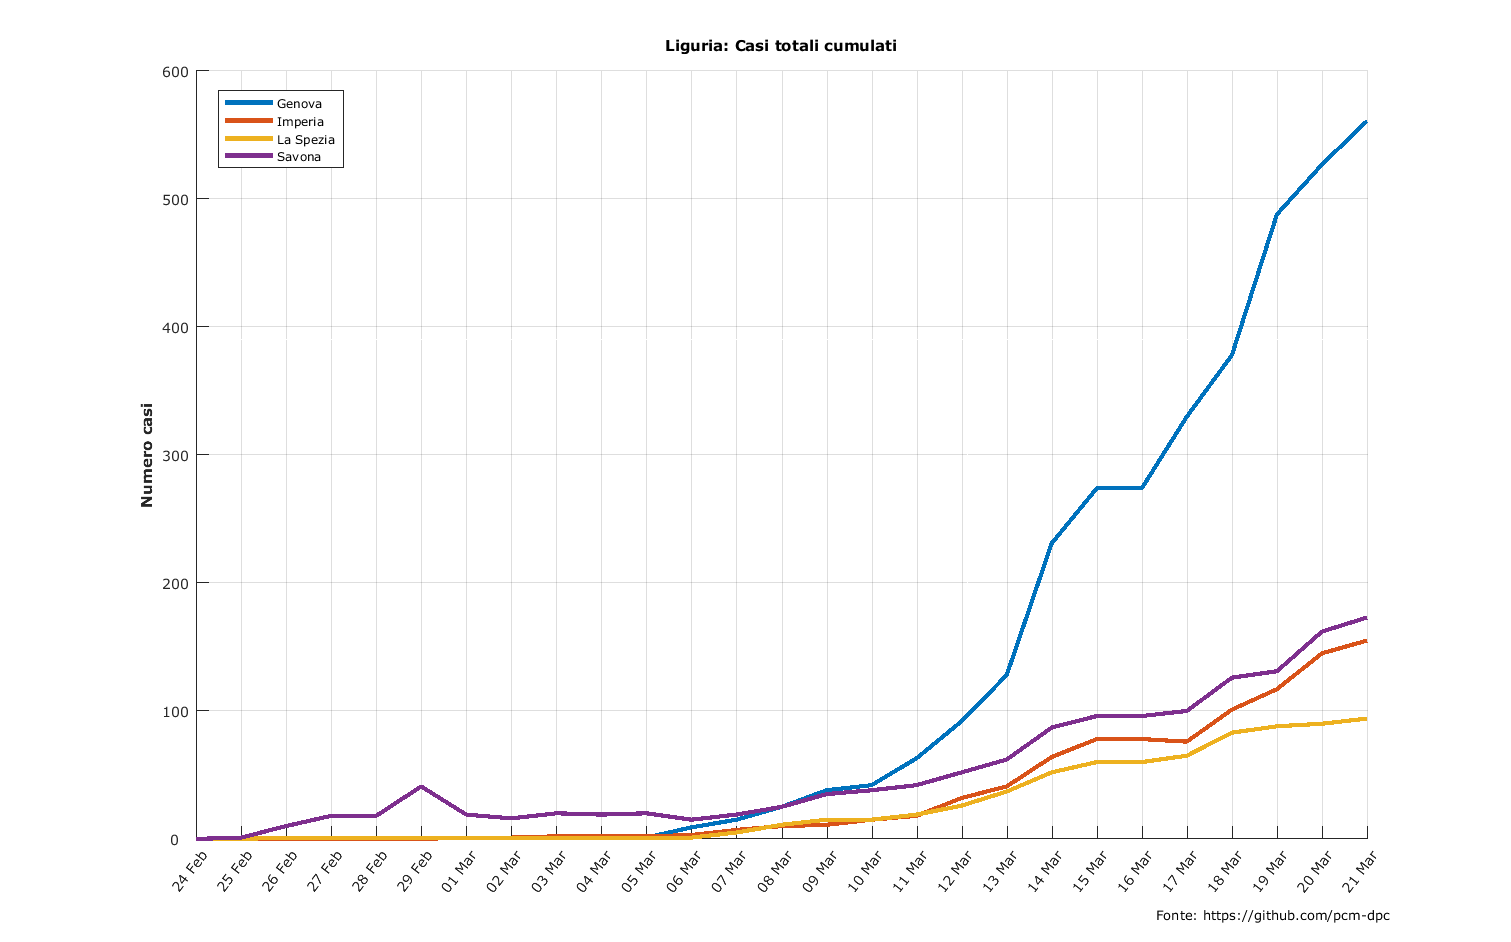 Liguria: Casi totali cumulati
Numero casi
600
500
400
300
200
100
0
Genova
Imperia
La Spezia
Savona
24 Feb
25 Feb
26 Feb
27 Feb
28 Feb
29 Feb
01 Mar
02 Mar
03 Mar
04 Mar
05 Mar
06 Mar
07 Mar
08 Mar
09 Mar
10 Mar
11 Mar
12 Mar
13 Mar
14 Mar
15 Mar
16 Mar
17 Mar
18 Mar
19 Mar
20 Mar
21 Mar
Fonte: https://github.com/pcm-dpc